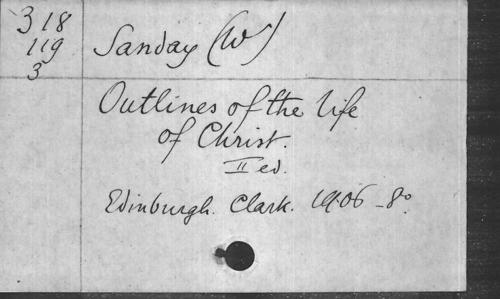 318
119
3
Sanday (W)
Outlines of the life
of Christ.
II ed.
Edinburgh. Clark. 1906 - 8°